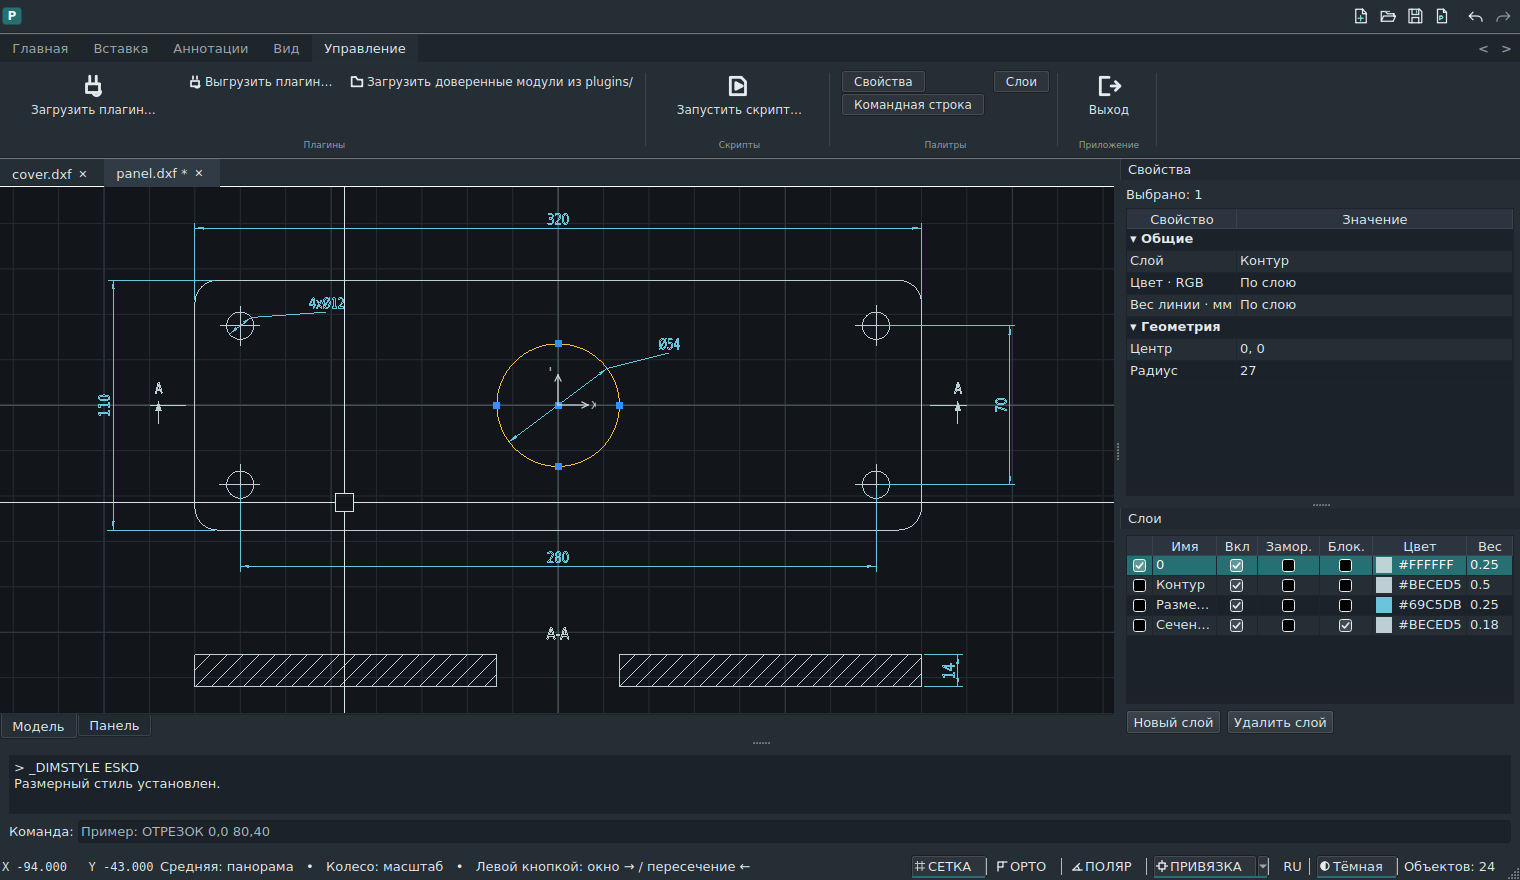 P
Главная Вставка Аннотации Вид Управление < >
Загрузить плагин... Выгрузить плагин... Загрузить доверенные модули из plugins/ Запустить скрипт... Свойства Слои Командная строка Выход
Плагины Скрипты Палитры Приложение
cover.dxf × panel.dxf * ×
320
4xØ12
Ø54
A A
110
70
X
280
A-A
14
Модель Панель
Свойства
Выбрано: 1
Свойство Значение
▾ Общие
Слой Контур
Цвет · RGB По слою
Вес линии · мм По слою
▾ Геометрия
Центр 0, 0
Радиус 27
Слои
Имя Вкл Замор. Блок. Цвет Вес
0 #FFFFFF 0.25
Контур #BECED5 0.5
Разме... #69C5DB 0.25
Сечен... #BECED5 0.18
Новый слой Удалить слой
> _DIMSTYLE ESKD
Размерный стиль установлен.
Команда: Пример: ОТРЕЗОК 0,0 80,40
X -94.000 Y -43.000 Средняя: панорама • Колесо: масштаб • Левой кнопкой: окно → / пересечение ← СЕТКА ОРТО ПОЛЯР ПРИВЯЗКА RU Тёмная Объектов: 24